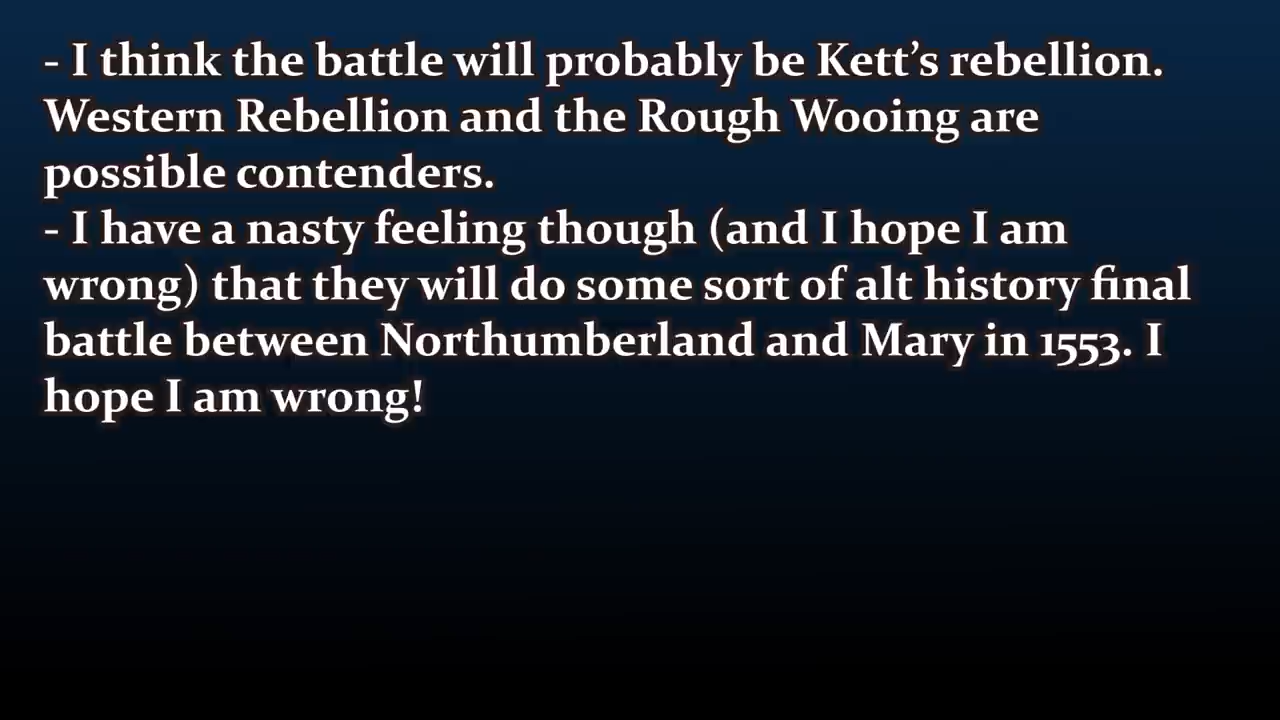 - I think the battle will probably be Kett’s rebellion.
Western Rebellion and the Rough Wooing are
possible contenders.
- I have a nasty feeling though (and I hope I am
wrong) that they will do some sort of alt history final
battle between Northumberland and Mary in 1553. I
hope I am wrong!